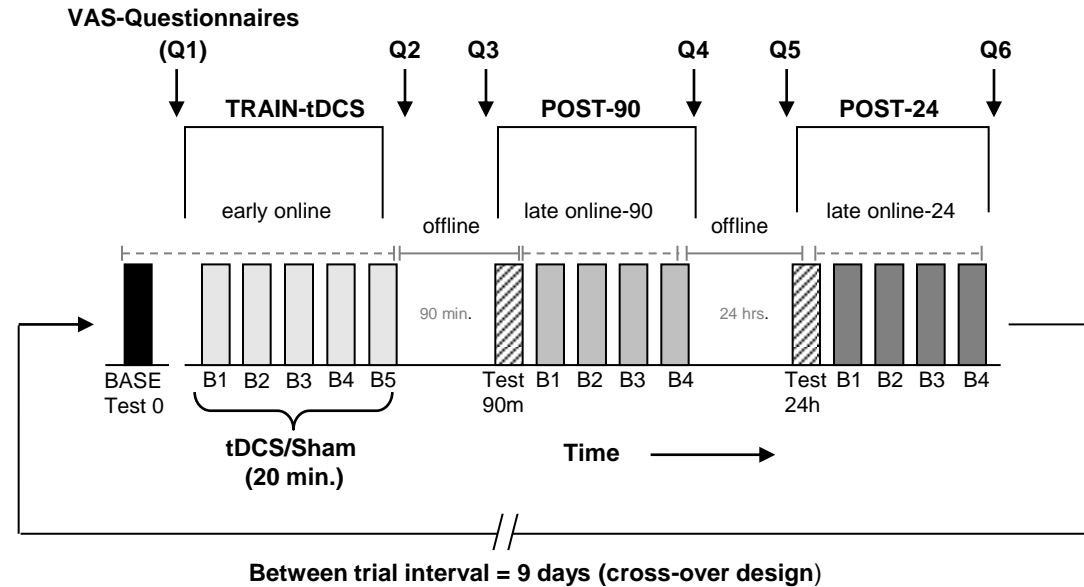 VAS-Questionnaires
(Q1) Q2 Q3 Q4 Q5 Q6
TRAIN-tDCS POST-90 POST-24
early online offline late online-90 offline late online-24
90 min. 24 hrs.
BASE B1 B2 B3 B4 B5 Test B1 B2 B3 B4 Test B1 B2 B3 B4
Test 0 90m 24h
tDCS/Sham
(20 min.)
Time
Between trial interval = 9 days (cross-over design)